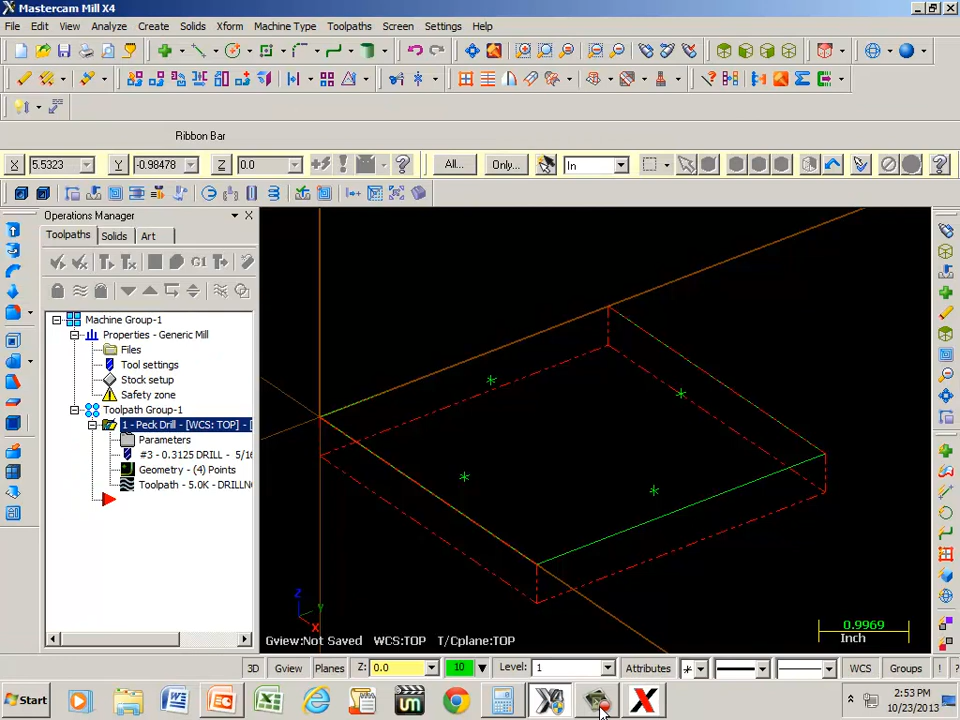 Mastercam Mill X4
File Edit View Analyze Create Solids Xform Machine Type Toolpaths Screen Settings Help
Ribbon Bar
X 5.5323 Y -0.98478 Z 0.0 All... Only... In
Operations Manager
Toolpaths Solids Art
G1
Machine Group-1
Properties - Generic Mill
Files
Tool settings
Stock setup
Safety zone
Toolpath Group-1
1 - Peck Drill - [WCS: TOP] - [
Parameters
#3 - 0.3125 DRILL - 5/16
Geometry - (4) Points
Toolpath - 5.0K - DRILLNC
Z
Y
X
0.9969
Inch
Gview:Not Saved WCS:TOP T/Cplane:TOP
3D Gview Planes Z: 0.0 10 Level: 1 Attributes WCS Groups ! ?
Start
um
2:53 PM
10/23/2013